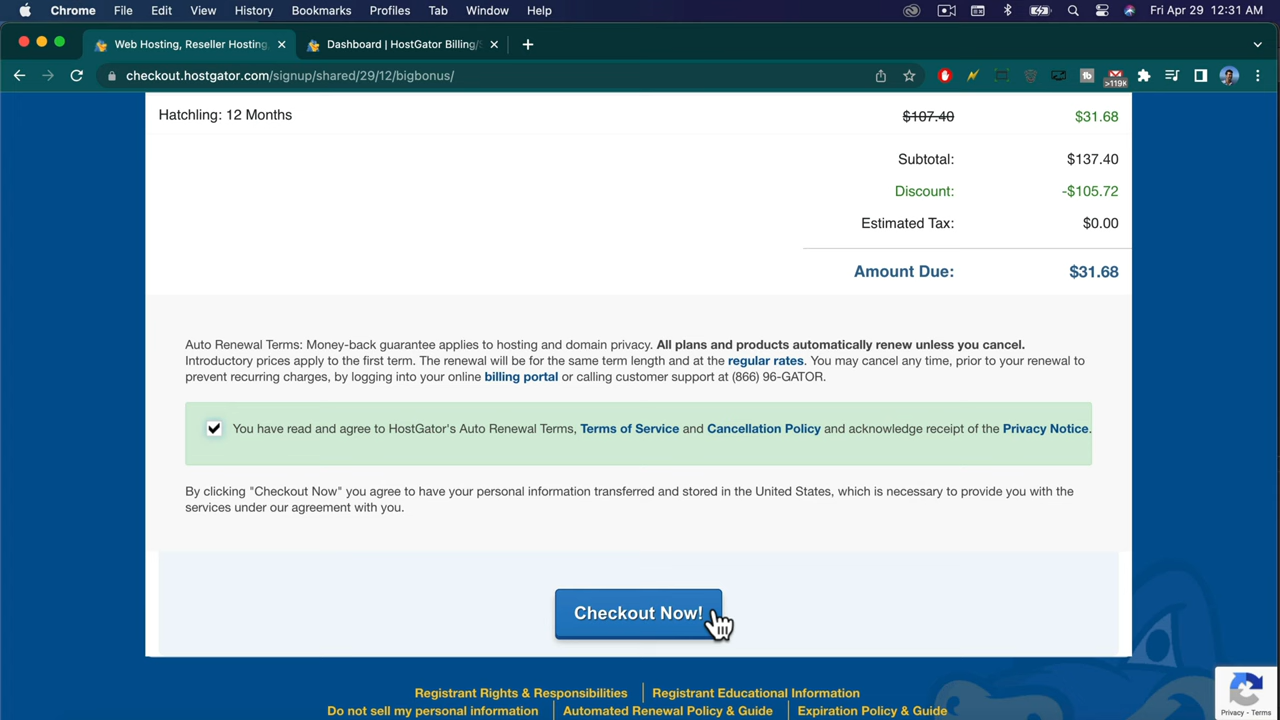 Chrome File Edit View History Bookmarks Profiles Tab Window Help Fri Apr 29 12:31 AM
Web Hosting, Reseller Hosting, Dashboard | HostGator Billing/
checkout.hostgator.com/signup/shared/29/12/bigbonus/
>119K
Hatchling: 12 Months $107.40 $31.68
Subtotal: $137.40
Discount: -$105.72
Estimated Tax: $0.00
Amount Due: $31.68
Auto Renewal Terms: Money-back guarantee applies to hosting and domain privacy. All plans and products automatically renew unless you cancel.
Introductory prices apply to the first term. The renewal will be for the same term length and at the regular rates. You may cancel any time, prior to your renewal to
prevent recurring charges, by logging into your online billing portal or calling customer support at (866) 96-GATOR.
You have read and agree to HostGator's Auto Renewal Terms, Terms of Service and Cancellation Policy and acknowledge receipt of the Privacy Notice.
By clicking "Checkout Now" you agree to have your personal information transferred and stored in the United States, which is necessary to provide you with the
services under our agreement with you.
Checkout Now!
Registrant Rights & Responsibilities Registrant Educational Information
Do not sell my personal information Automated Renewal Policy & Guide Expiration Policy & Guide
Privacy - Terms